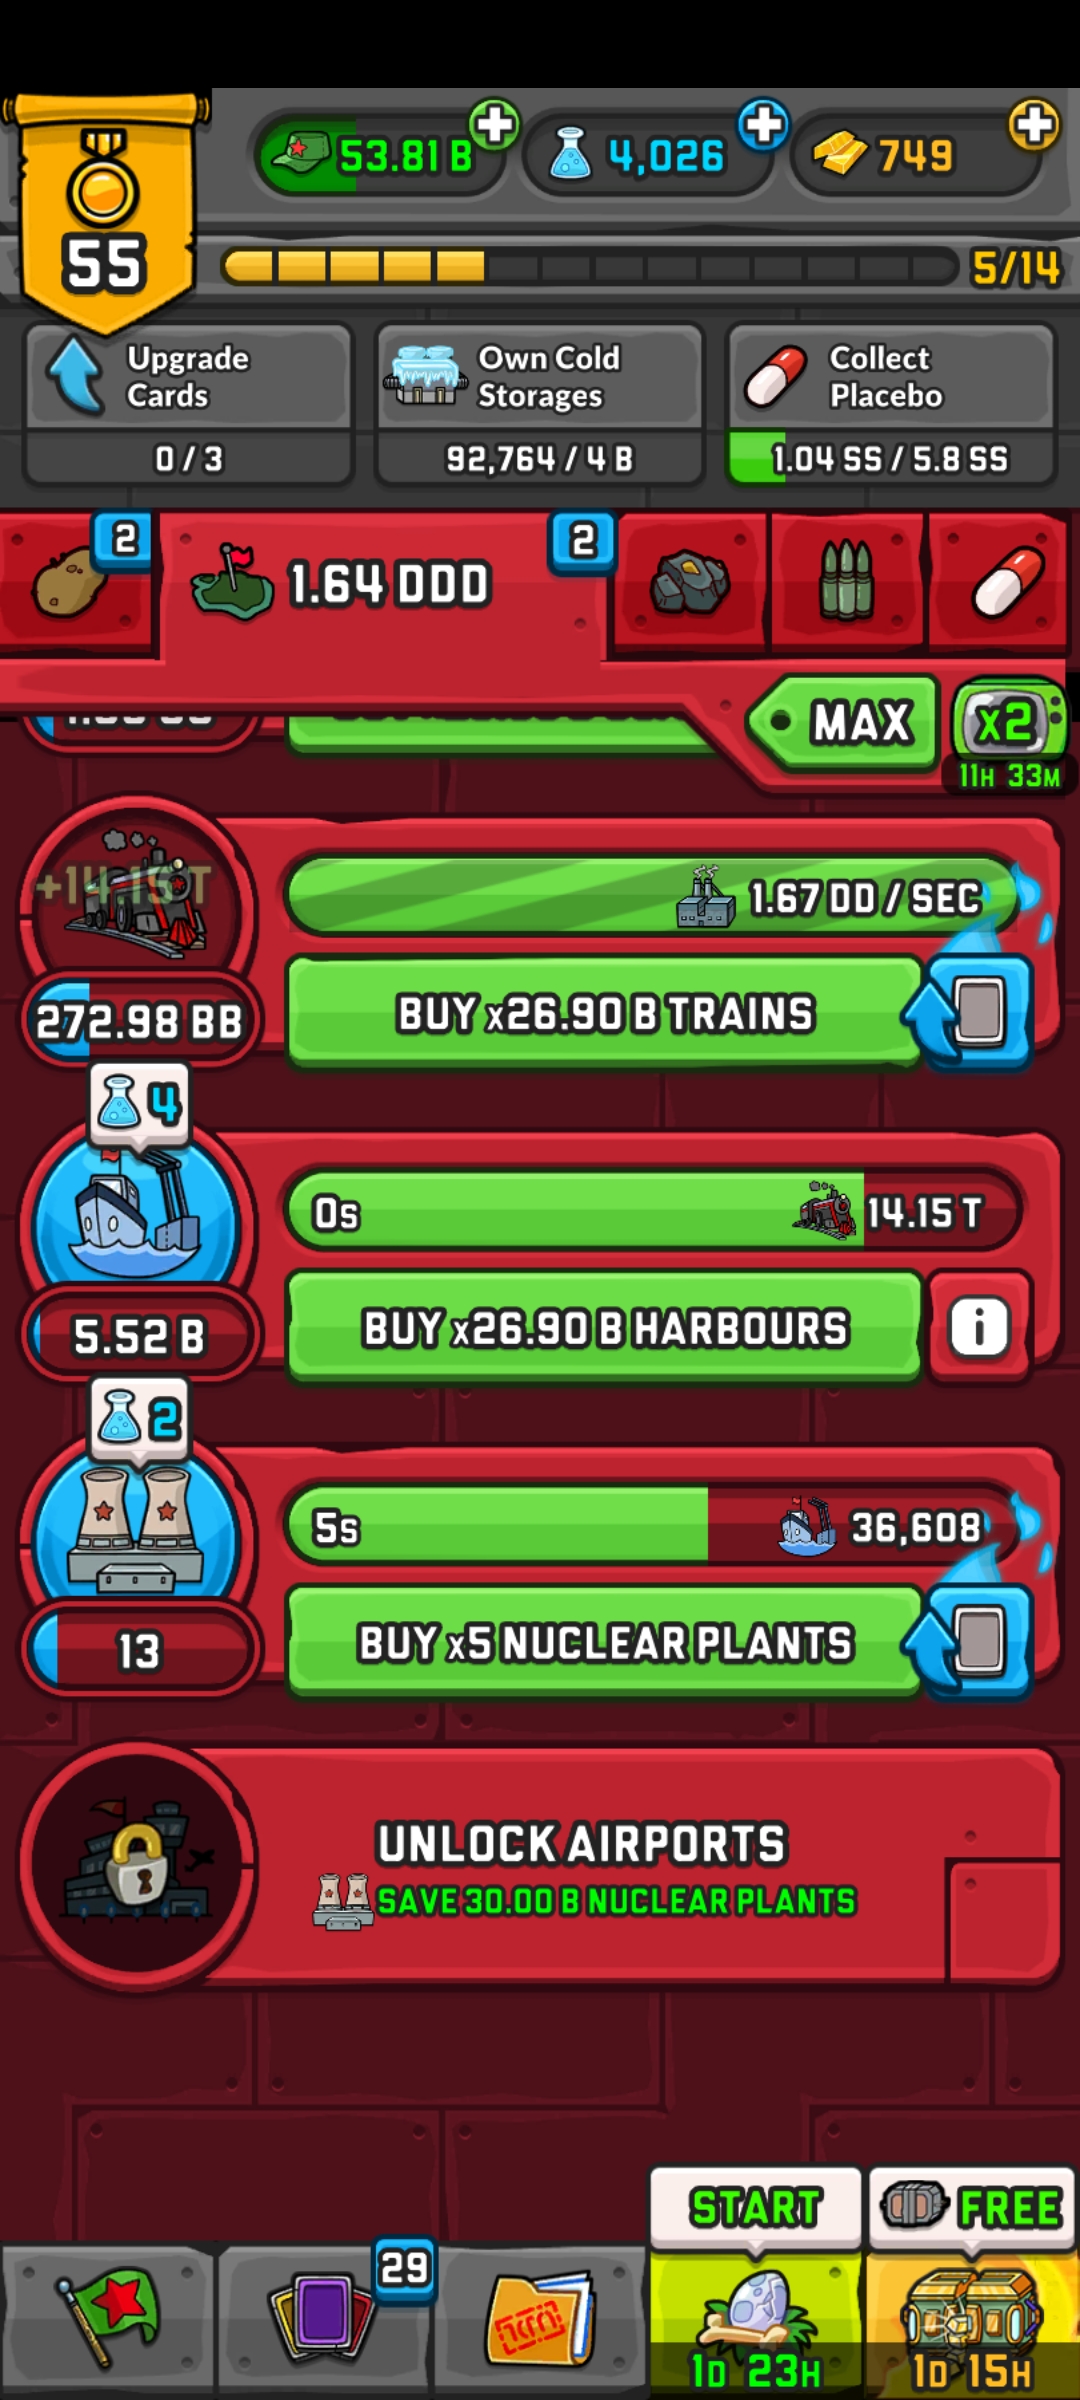 53.81 B
4,026
749
55
5/14
Upgrade
Cards
0 / 3
Own Cold
Storages
92,764 / 4 B
Collect
Placebo
1.04 SS / 5.8 SS
2
1.64 DDD
2
MAX
x2
11H 33M
+14.15 T
1.67 DD / SEC
272.98 BB
BUY x26.90 B TRAINS
4
0s
14.15 T
5.52 B
BUY x26.90 B HARBOURS
i
2
5s
36,608
13
BUY x5 NUCLEAR PLANTS
UNLOCK AIRPORTS
SAVE 30.00 B NUCLEAR PLANTS
START
FREE
29
1D 23H
1D 15H